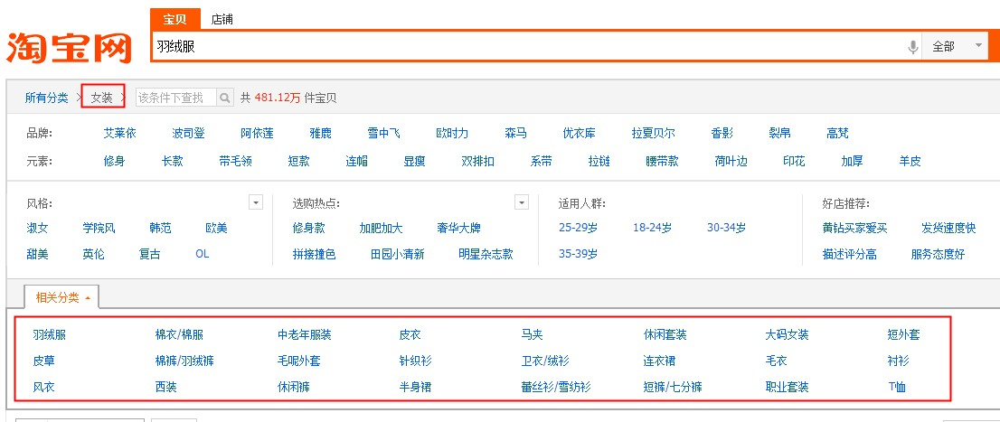 宝贝 店铺
淘宝网
羽绒服 全部
所有分类 > 女装 > 该条件下查找 共 481.12万 件宝贝
品牌: 艾莱依 波司登 阿依莲 雅鹿 雪中飞 欧时力 森马 优衣库 拉夏贝尔 香影 裂帛 高梵
元素: 修身 长款 带毛领 短款 连帽 显瘦 双排扣 系带 拉链 腰带款 荷叶边 印花 加厚 羊皮
风格: 选购热点: 适用人群: 好店推荐:
淑女 学院风 韩范 欧美 修身款 加肥加大 奢华大牌 25-29岁 18-24岁 30-34岁 黄钻买家爱买 发货速度快
甜美 英伦 复古 OL 拼接撞色 田园小清新 明星杂志款 35-39岁 描述评分高 服务态度好
相关分类
羽绒服 棉衣/棉服 中老年服装 皮衣 马夹 休闲套装 大码女装 短外套
皮草 棉裤/羽绒裤 毛呢外套 针织衫 卫衣/绒衫 连衣裙 毛衣 衬衫
风衣 西装 休闲裤 半身裙 蕾丝衫/雪纺衫 短裤/七分裤 职业套装 T恤